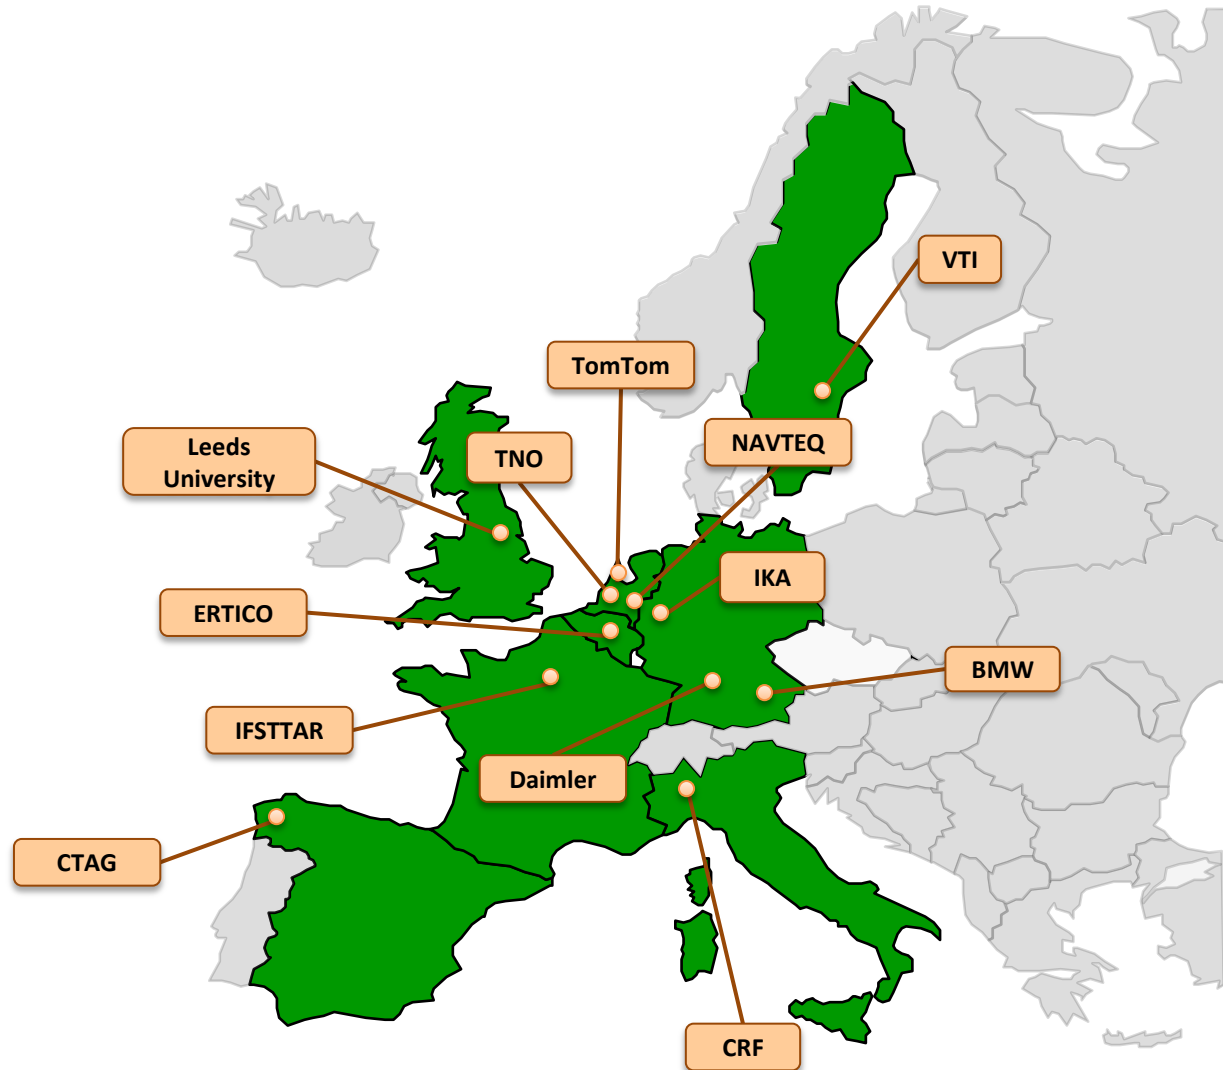 VTI
TomTom
Leeds
University
TNO
NAVTEQ
IKA
ERTICO
BMW
IFSTTAR
Daimler
CTAG
CRF